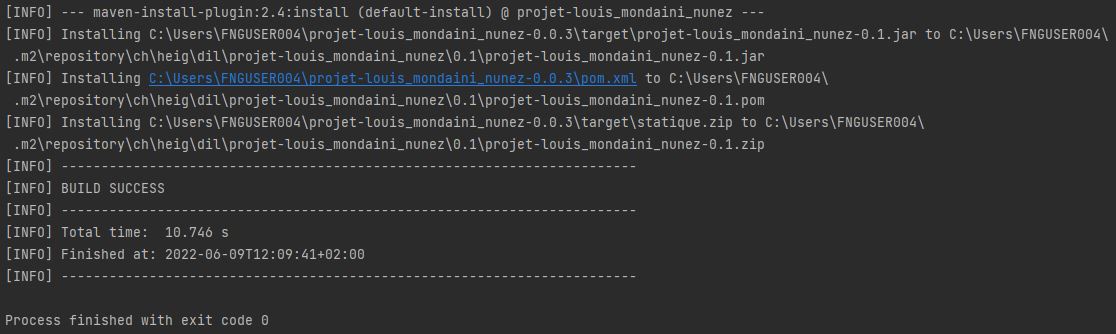 [INFO] --- maven-install-plugin:2.4:install (default-install) @ projet-louis_mondaini_nunez ---
[INFO] Installing C:\Users\FNGUSER004\projet-louis_mondaini_nunez-0.0.3\target\projet-louis_mondaini_nunez-0.1.jar to C:\Users\FNGUSER004\
.m2\repository\ch\heig\dil\projet-louis_mondaini_nunez\0.1\projet-louis_mondaini_nunez-0.1.jar
[INFO] Installing C:\Users\FNGUSER004\projet-louis_mondaini_nunez-0.0.3\pom.xml to C:\Users\FNGUSER004\
.m2\repository\ch\heig\dil\projet-louis_mondaini_nunez\0.1\projet-louis_mondaini_nunez-0.1.pom
[INFO] Installing C:\Users\FNGUSER004\projet-louis_mondaini_nunez-0.0.3\target\statique.zip to C:\Users\FNGUSER004\
.m2\repository\ch\heig\dil\projet-louis_mondaini_nunez\0.1\projet-louis_mondaini_nunez-0.1.zip
[INFO] ------------------------------------------------------------------------
[INFO] BUILD SUCCESS
[INFO] ------------------------------------------------------------------------
[INFO] Total time:  10.746 s
[INFO] Finished at: 2022-06-09T12:09:41+02:00
[INFO] ------------------------------------------------------------------------
Process finished with exit code 0